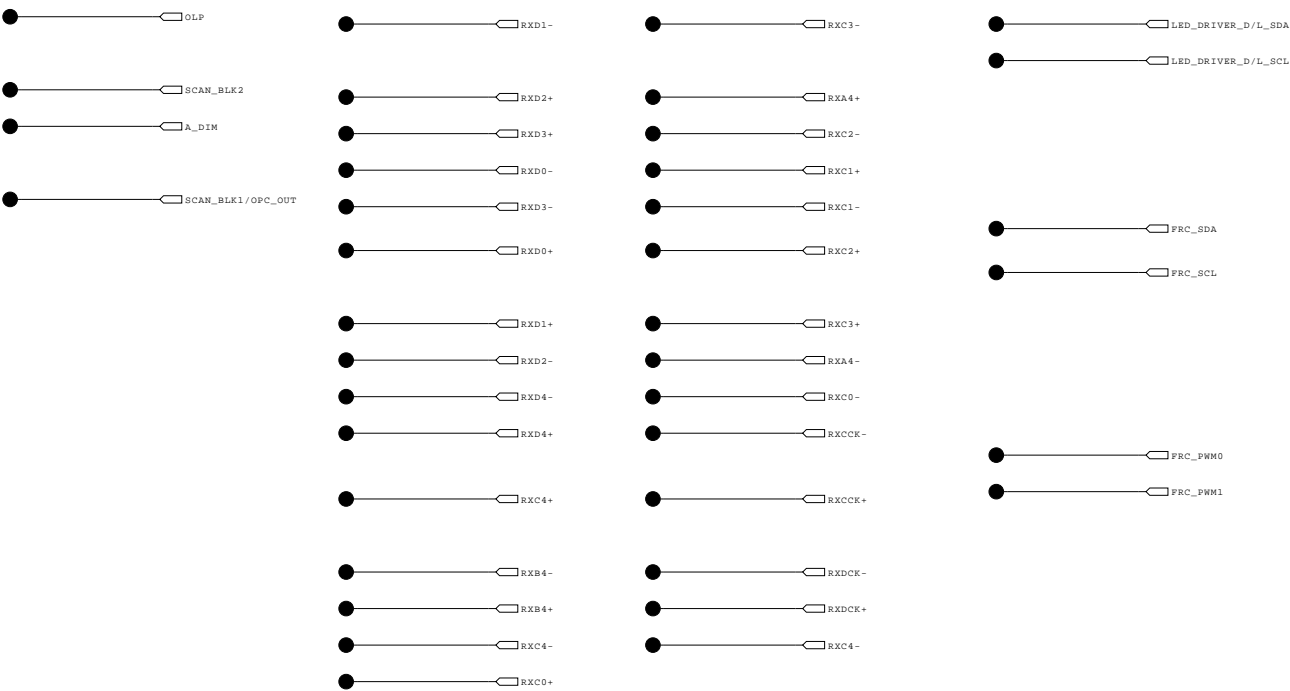 OLP
SCAN_BLK2
A_DIM
SCAN_BLK1/OPC_OUT
RXD1-
RXD2+
RXD3+
RXD0-
RXD3-
RXD0+
RXD1+
RXD2-
RXD4-
RXD4+
RXC4+
RXB4-
RXB4+
RXC4-
RXC0+
RXC3-
RXA4+
RXC2-
RXC1+
RXC1-
RXC2+
RXC3+
RXA4-
RXC0-
RXCCK-
RXCCK+
RXDCK-
RXDCK+
RXC4-
LED_DRIVER_D/L_SDA
LED_DRIVER_D/L_SCL
FRC_SDA
FRC_SCL
FRC_PWM0
FRC_PWM1